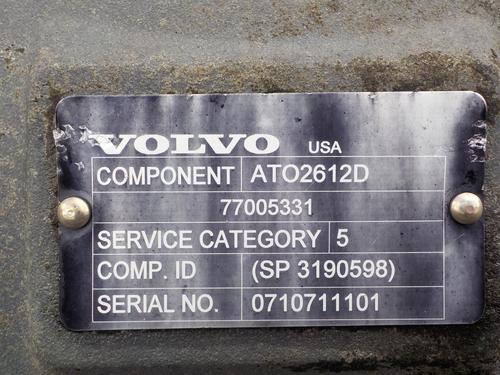 VOLVO USA
COMPONENT ATO2612D
77005331
SERVICE CATEGORY 5
COMP. ID (SP 3190598)
SERIAL NO. 0710711101